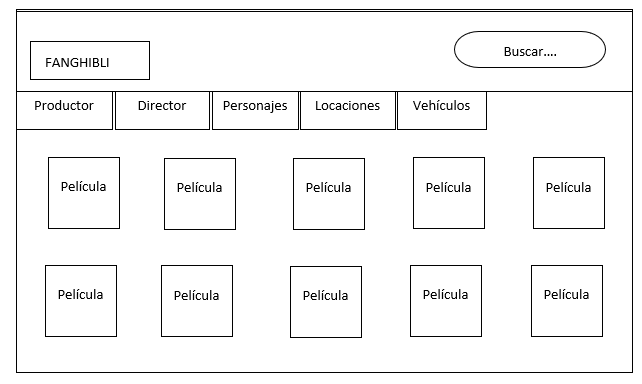 FANGHIBLI
Buscar....
Productor
Director
Personajes
Locaciones
Vehículos
Película
Película
Película
Película
Película
Película
Película
Película
Película
Película